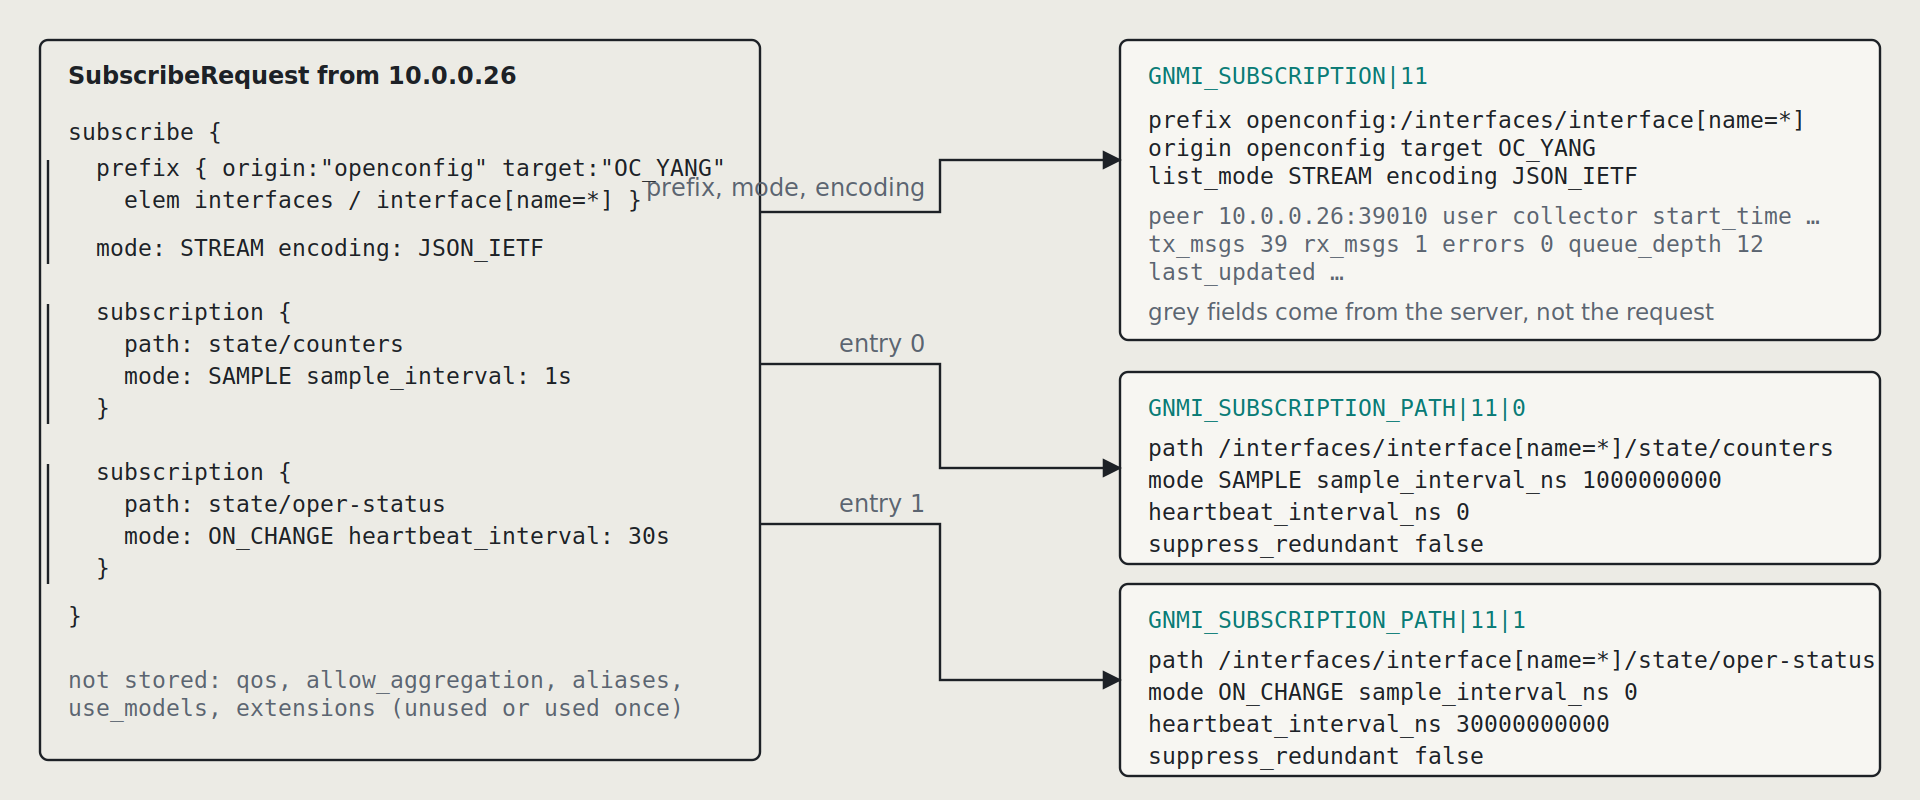 SubscribeRequest from 10.0.0.26
subscribe {
prefix { origin:"openconfig" target:"OC_YANG"
elem interfaces / interface[name=*] }
mode: STREAM encoding: JSON_IETF
subscription {
path: state/counters
mode: SAMPLE sample_interval: 1s
}
subscription {
path: state/oper-status
mode: ON_CHANGE heartbeat_interval: 30s
}
}
not stored: qos, allow_aggregation, aliases,
use_models, extensions (unused or used once)
prefix, mode, encoding
entry 0
entry 1
GNMI_SUBSCRIPTION|11
prefix openconfig:/interfaces/interface[name=*]
origin openconfig target OC_YANG
list_mode STREAM encoding JSON_IETF
peer 10.0.0.26:39010 user collector start_time …
tx_msgs 39 rx_msgs 1 errors 0 queue_depth 12
last_updated …
grey fields come from the server, not the request
GNMI_SUBSCRIPTION_PATH|11|0
path /interfaces/interface[name=*]/state/counters
mode SAMPLE sample_interval_ns 1000000000
heartbeat_interval_ns 0
suppress_redundant false
GNMI_SUBSCRIPTION_PATH|11|1
path /interfaces/interface[name=*]/state/oper-status
mode ON_CHANGE sample_interval_ns 0
heartbeat_interval_ns 30000000000
suppress_redundant false